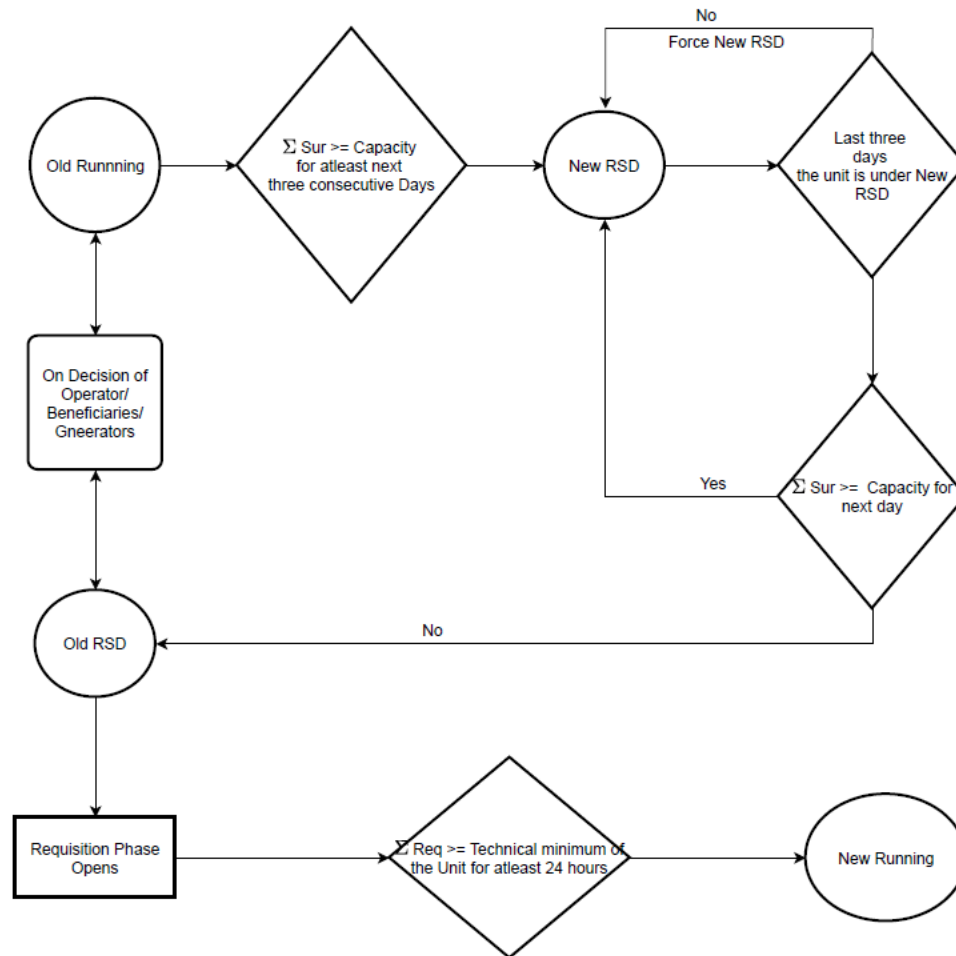 No
Force New RSD
Old Runnning
Σ Sur >= Capacity
for atleast next
three consecutive Days
New RSD
Last three
days
the unit is under New
RSD
On Decision of
Operator/
Beneficiaries/
Gneerators
Yes
Σ Sur >= Capacity for
next day
Old RSD
No
Requisition Phase
Opens
Σ Req >= Technical minimum of
the Unit for atleast 24 hours
New Running